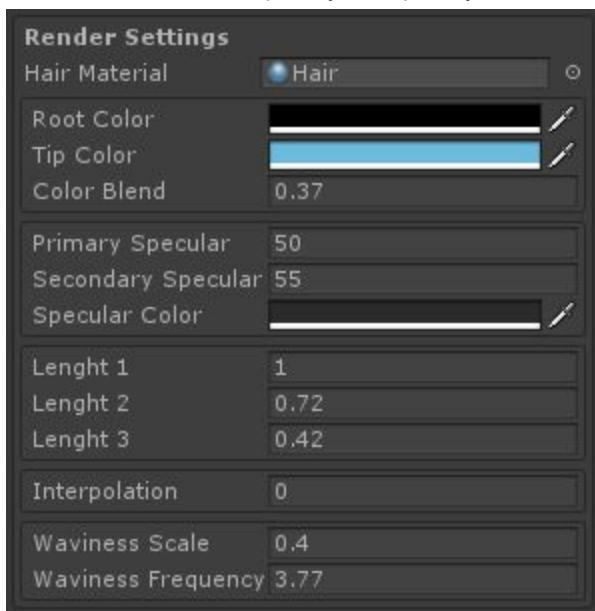 Render Settings
Hair Material Hair
Root Color
Tip Color
Color Blend 0.37
Primary Specular 50
Secondary Specular 55
Specular Color
Lenght 1 1
Lenght 2 0.72
Lenght 3 0.42
Interpolation 0
Waviness Scale 0.4
Waviness Frequency 3.77